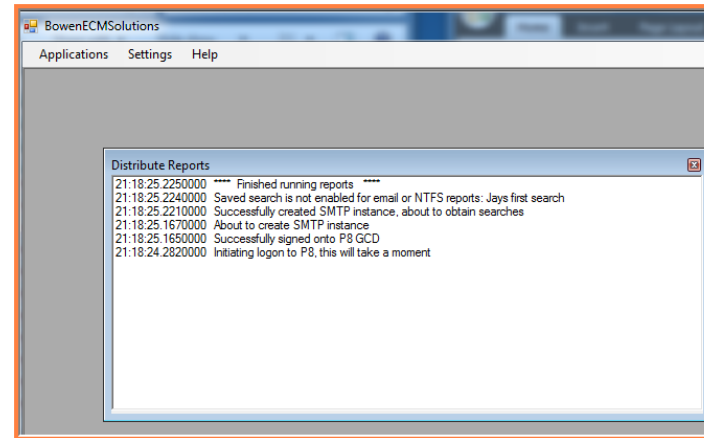 BowenECMSolutions
Applications Settings Help
Distribute Reports
21:18:25.2250000 **** Finished running reports ****
21:18:25.2240000 Saved search is not enabled for email or NTFS reports: Jays first search
21:18:25.2210000 Successfully created SMTP instance, about to obtain searches
21:18:25.1670000 About to create SMTP instance
21:18:25.1650000 Successfully signed onto P8 GCD
21:18:24.2820000 Initiating logon to P8, this will take a moment